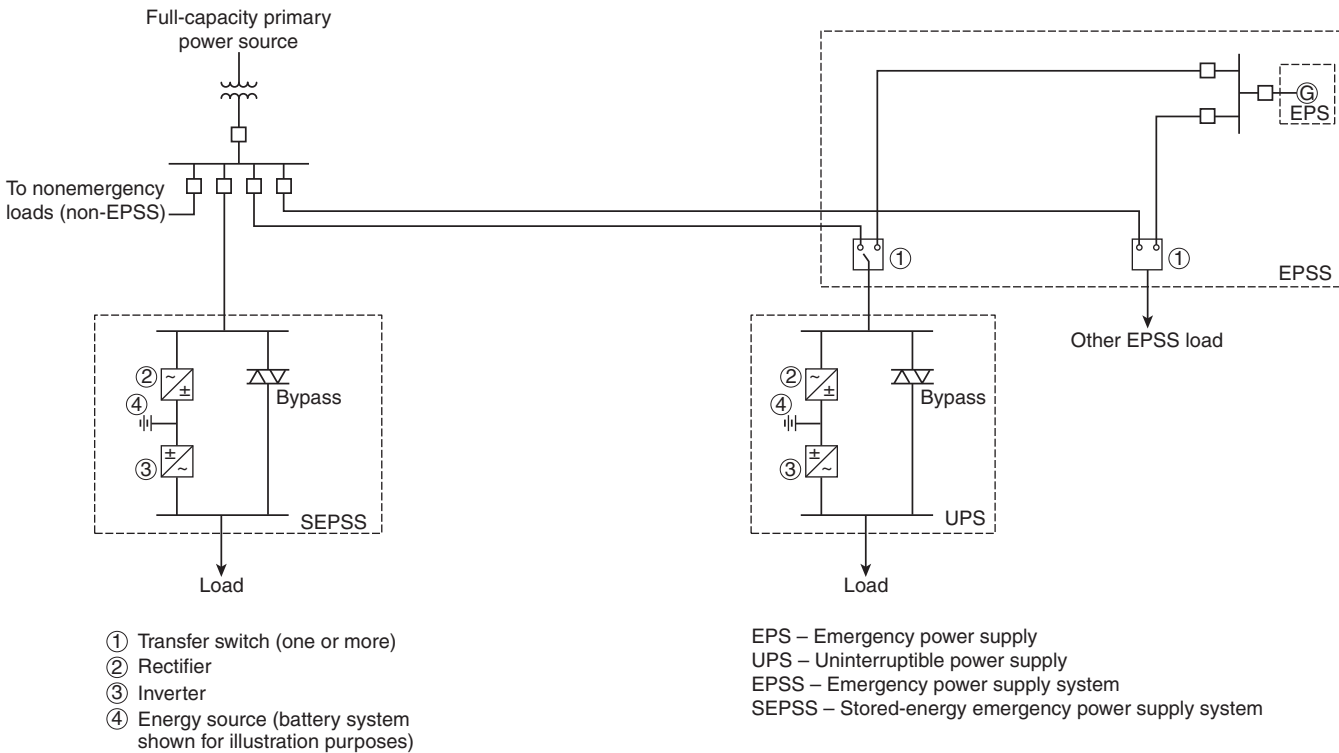 Full-capacity primary
power source
G
EPS
To nonemergency
loads (non-EPSS)
①
①
EPSS
Other EPSS load
② ~ ±
④
Bypass
③ ± ~
SEPSS
Load
② ~ ±
④
Bypass
③ ± ~
UPS
Load
① Transfer switch (one or more)
② Rectifier
③ Inverter
④ Energy source (battery system
shown for illustration purposes)
EPS – Emergency power supply
UPS – Uninterruptible power supply
EPSS – Emergency power supply system
SEPSS – Stored-energy emergency power supply system